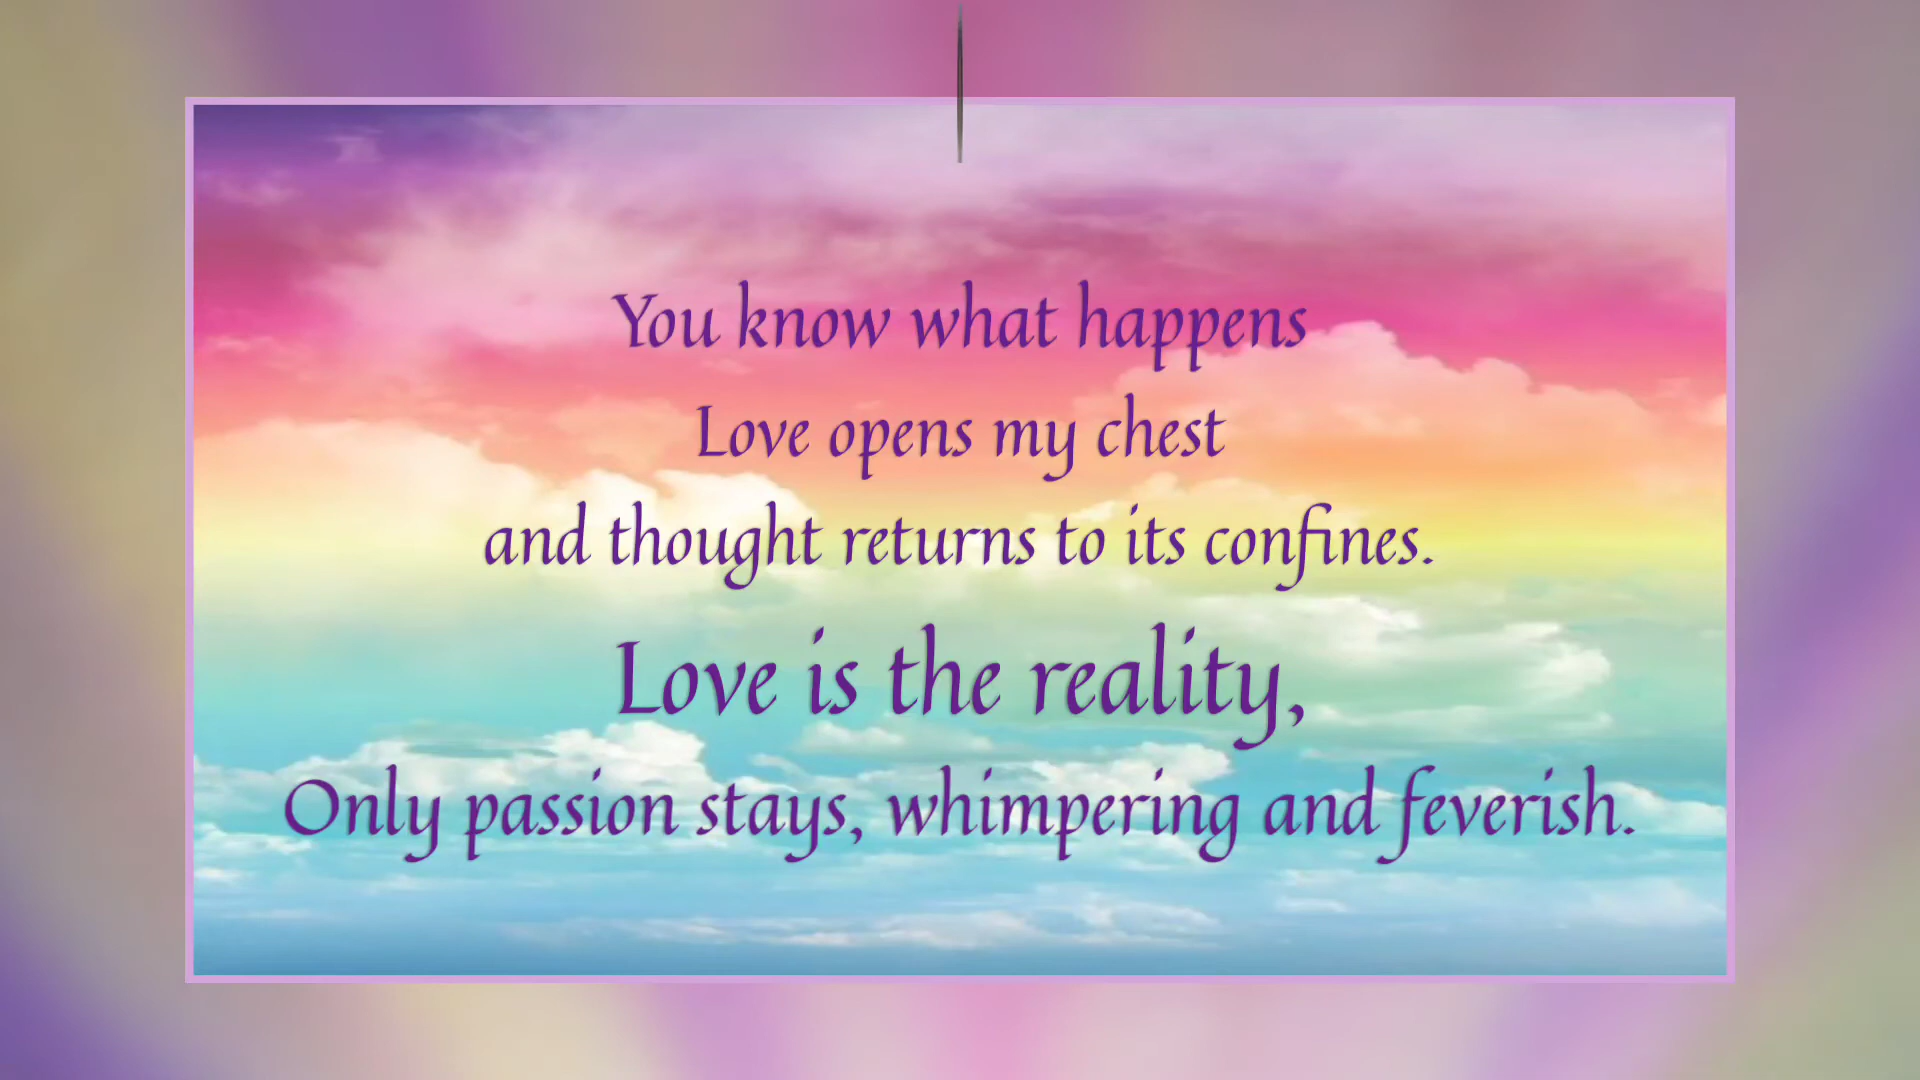 You know what happens
Love opens my chest
and thought returns to its confines.
Love is the reality,
Only passion stays, whimpering and feverish.